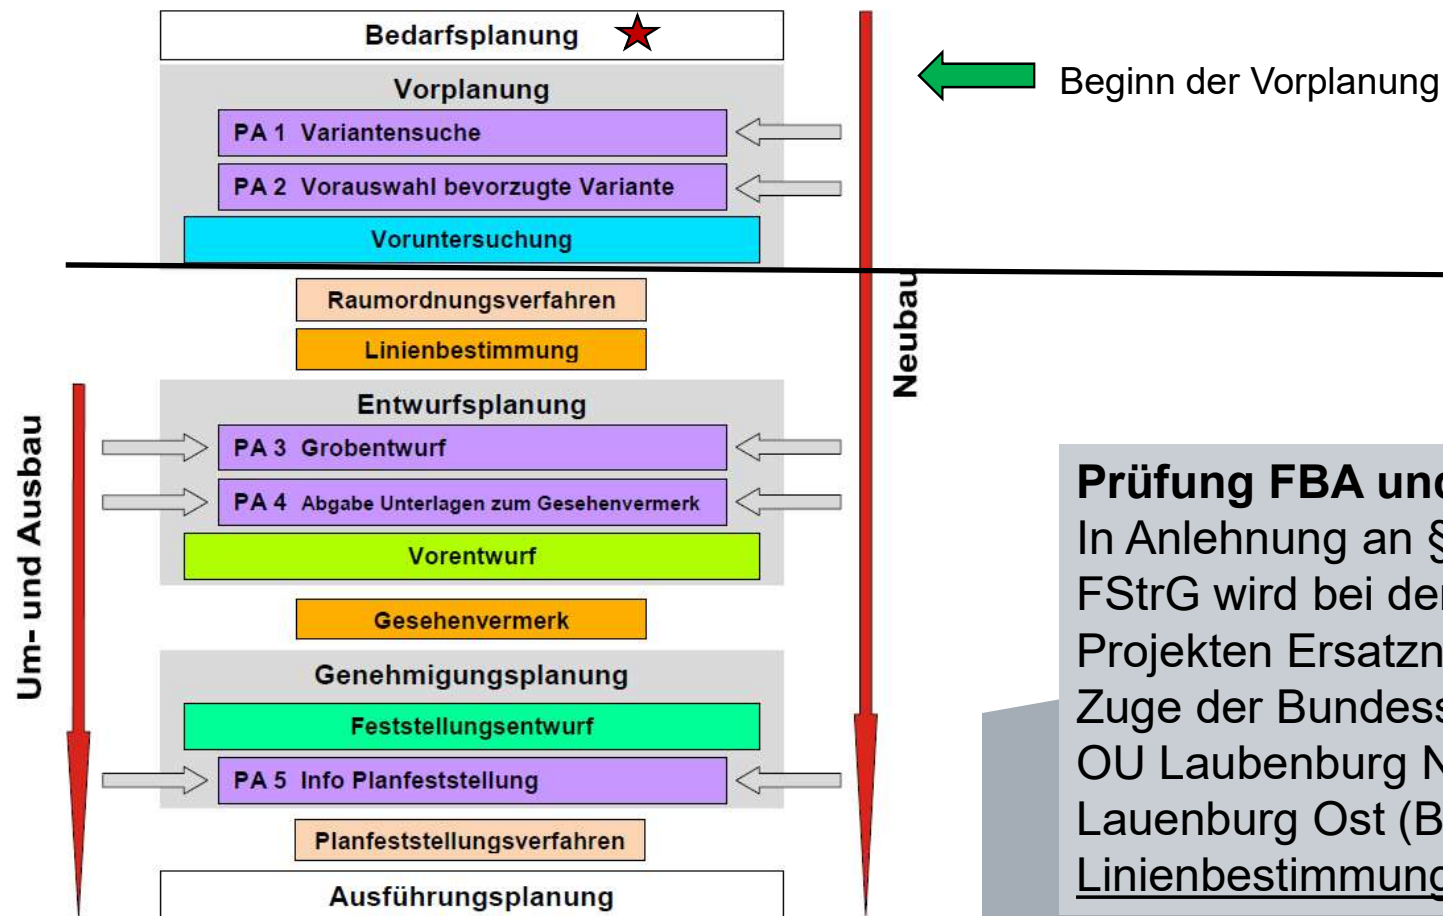 Bedarfsplanung
Beginn der Vorplanung
Vorplanung
PA 1 Variantensuche
PA 2 Vorauswahl bevorzugte Variante
Voruntersuchung
Raumordnungsverfahren
Linienbestimmung
Neubau
Entwurfsplanung
PA 3 Grobentwurf
PA 4 Abgabe Unterlagen zum Gesehenvermerk
Vorentwurf
Um- und Ausbau
Gesehenvermerk
Genehmigungsplanung
Feststellungsentwurf
PA 5 Info Planfeststellung
Planfeststellungsverfahren
Ausführungsplanung
Prüfung FBA und
In Anlehnung an §
FStrG wird bei der
Projekten Ersatzn
Zuge der Bundess
OU Laubenburg N
Lauenburg Ost (B
Linienbestimmung